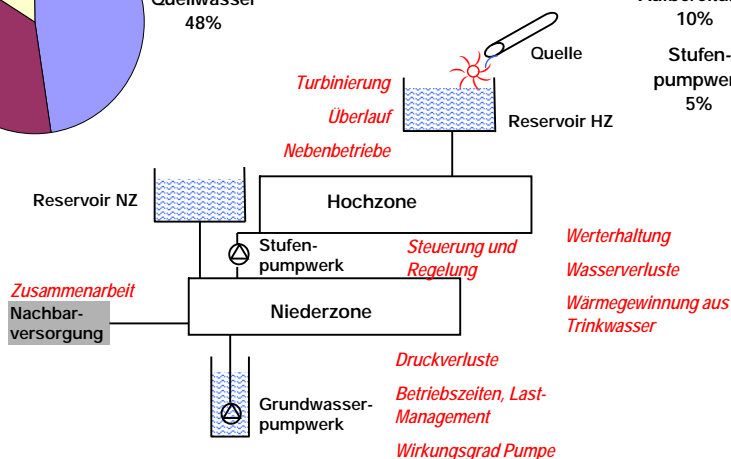 Quellwasser
48%
10%
Stufen-
5%
Quelle
Turbinierung
Überlauf
Nebenbetriebe
Reservoir HZ
Reservoir NZ
Hochzone
Stufen-
pumpwerk
Steuerung und
Regelung
Werterhaltung
Wasserverluste
Wärmegewinnung aus
Trinkwasser
Zusammenarbeit
Nachbar-
versorgung
Niederzone
Druckverluste
Betriebszeiten, Last-
Management
Wirkungsgrad Pumpe
Grundwasser-
pumpwerk